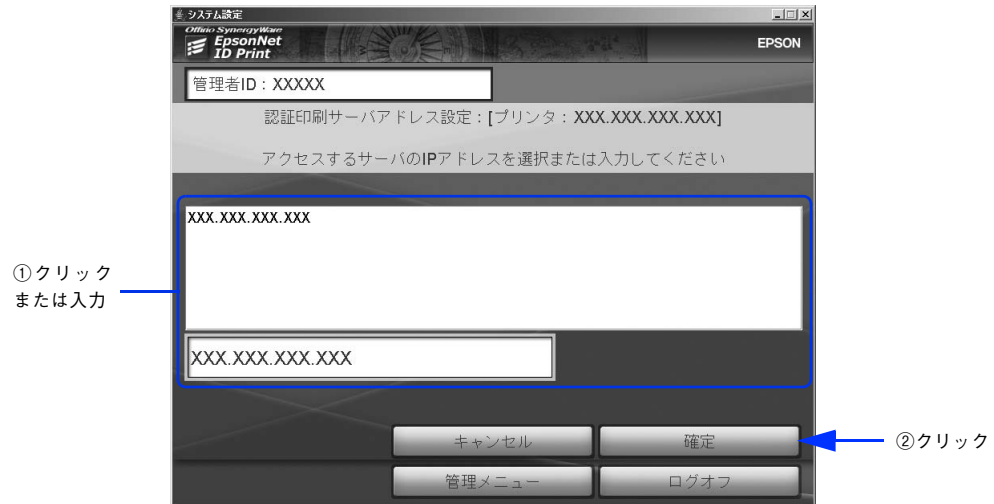 システム設定
Offirio SynergyWare
EpsonNet
ID Print
EPSON
管理者ID：XXXXX
認証印刷サーバアドレス設定：[プリンタ：XXX.XXX.XXX.XXX]
アクセスするサーバのIPアドレスを選択または入力してください
XXX.XXX.XXX.XXX
①クリック
または入力
XXX.XXX.XXX.XXX
キャンセル
確定
②クリック
管理メニュー
ログオフ